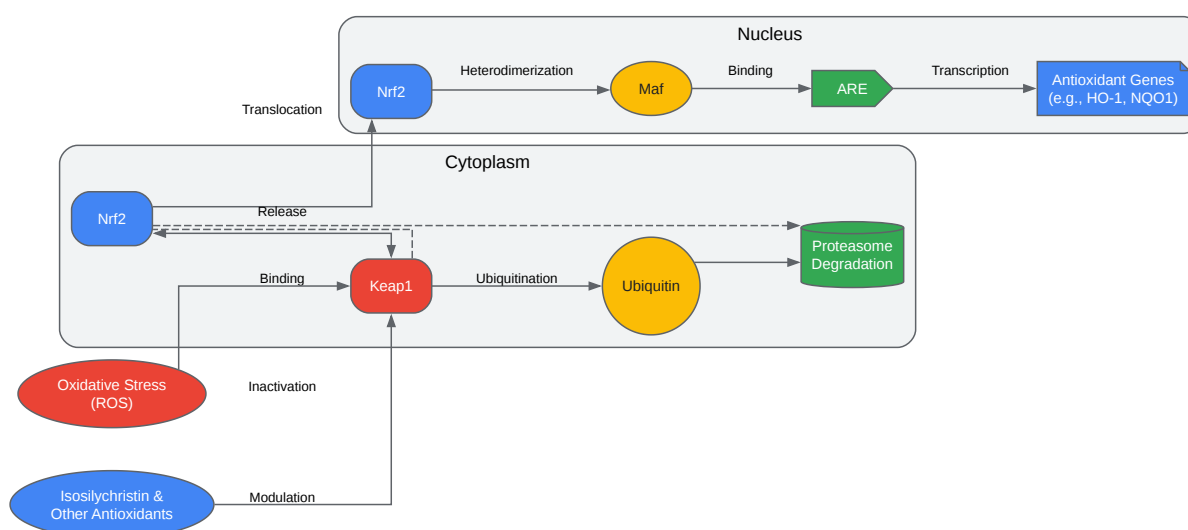 Nucleus
Nrf2
Heterodimerization
Maf
Binding
ARE
Transcription
Antioxidant Genes
(e.g., HO-1, NQO1)
Translocation
Cytoplasm
Nrf2
Release
Proteasome
Degradation
Binding
Keap1
Ubiquitination
Ubiquitin
Oxidative Stress
(ROS)
Inactivation
Isosilychristin &
Other Antioxidants
Modulation